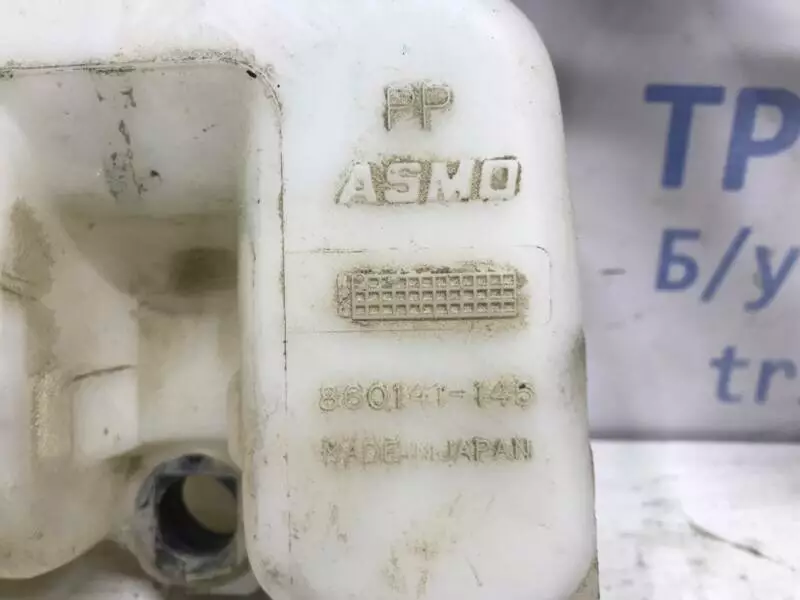 PP
ASMO
860141-145
MADE IN JAPAN
ТР
Б/у
tr